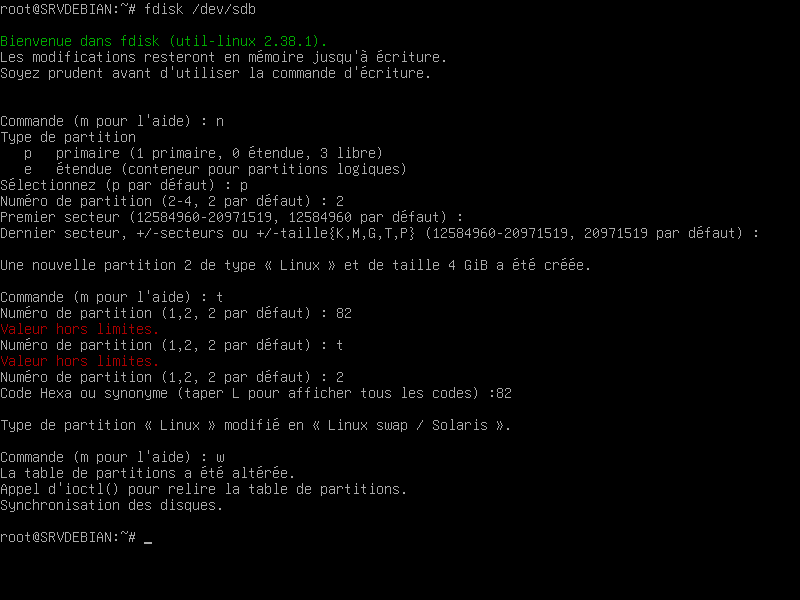 root@SRVDEBIAN:~# fdisk /dev/sdb
Bienvenue dans fdisk (util-linux 2.38.1).
Les modifications resteront en mémoire jusqu'à écriture.
Soyez prudent avant d'utiliser la commande d'écriture.
Commande (m pour l'aide) : n
Type de partition
   p   primaire (1 primaire, 0 étendue, 3 libre)
   e   étendue (conteneur pour partitions logiques)
Sélectionnez (p par défaut) : p
Numéro de partition (2-4, 2 par défaut) : 2
Premier secteur (12584960-20971519, 12584960 par défaut) :
Dernier secteur, +/-secteurs ou +/-taille{K,M,G,T,P} (12584960-20971519, 20971519 par défaut) :
Une nouvelle partition 2 de type « Linux » et de taille 4 GiB a été créée.
Commande (m pour l'aide) : t
Numéro de partition (1,2, 2 par défaut) : 82
Valeur hors limites.
Numéro de partition (1,2, 2 par défaut) : t
Valeur hors limites.
Numéro de partition (1,2, 2 par défaut) : 2
Code Hexa ou synonyme (taper L pour afficher tous les codes) :82
Type de partition « Linux » modifié en « Linux swap / Solaris ».
Commande (m pour l'aide) : w
La table de partitions a été altérée.
Appel d'ioctl() pour relire la table de partitions.
Synchronisation des disques.
root@SRVDEBIAN:~# _